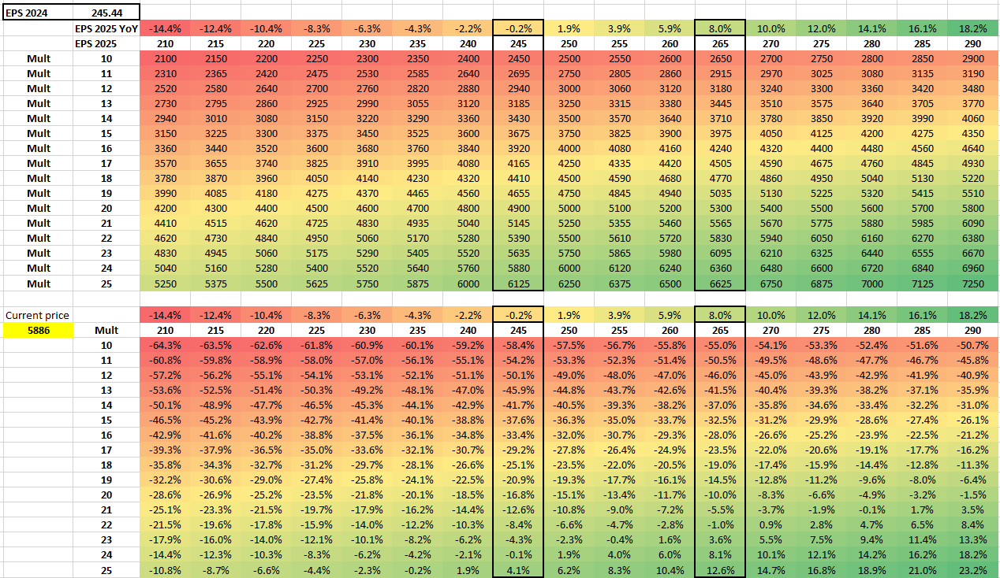 EPS 2024 245.44
EPS 2025 YoY -14.4% -12.4% -10.4% -8.3% -6.3% -4.3% -2.2% -0.2% 1.9% 3.9% 5.9% 8.0% 10.0% 12.0% 14.1% 16.1% 18.2%
EPS 2025 210 215 220 225 230 235 240 245 250 255 260 265 270 275 280 285 290
Mult 10 2100 2150 2200 2250 2300 2350 2400 2450 2500 2550 2600 2650 2700 2750 2800 2850 2900
Mult 11 2310 2365 2420 2475 2530 2585 2640 2695 2750 2805 2860 2915 2970 3025 3080 3135 3190
Mult 12 2520 2580 2640 2700 2760 2820 2880 2940 3000 3060 3120 3180 3240 3300 3360 3420 3480
Mult 13 2730 2795 2860 2925 2990 3055 3120 3185 3250 3315 3380 3445 3510 3575 3640 3705 3770
Mult 14 2940 3010 3080 3150 3220 3290 3360 3430 3500 3570 3640 3710 3780 3850 3920 3990 4060
Mult 15 3150 3225 3300 3375 3450 3525 3600 3675 3750 3825 3900 3975 4050 4125 4200 4275 4350
Mult 16 3360 3440 3520 3600 3680 3760 3840 3920 4000 4080 4160 4240 4320 4400 4480 4560 4640
Mult 17 3570 3655 3740 3825 3910 3995 4080 4165 4250 4335 4420 4505 4590 4675 4760 4845 4930
Mult 18 3780 3870 3960 4050 4140 4230 4320 4410 4500 4590 4680 4770 4860 4950 5040 5130 5220
Mult 19 3990 4085 4180 4275 4370 4465 4560 4655 4750 4845 4940 5035 5130 5225 5320 5415 5510
Mult 20 4200 4300 4400 4500 4600 4700 4800 4900 5000 5100 5200 5300 5400 5500 5600 5700 5800
Mult 21 4410 4515 4620 4725 4830 4935 5040 5145 5250 5355 5460 5565 5670 5775 5880 5985 6090
Mult 22 4620 4730 4840 4950 5060 5170 5280 5390 5500 5610 5720 5830 5940 6050 6160 6270 6380
Mult 23 4830 4945 5060 5175 5290 5405 5520 5635 5750 5865 5980 6095 6210 6325 6440 6555 6670
Mult 24 5040 5160 5280 5400 5520 5640 5760 5880 6000 6120 6240 6360 6480 6600 6720 6840 6960
Mult 25 5250 5375 5500 5625 5750 5875 6000 6125 6250 6375 6500 6625 6750 6875 7000 7125 7250
Current price -14.4% -12.4% -10.4% -8.3% -6.3% -4.3% -2.2% -0.2% 1.9% 3.9% 5.9% 8.0% 10.0% 12.0% 14.1% 16.1% 18.2%
5886 Mult 210 215 220 225 230 235 240 245 250 255 260 265 270 275 280 285 290
10 -64.3% -63.5% -62.6% -61.8% -60.9% -60.1% -59.2% -58.4% -57.5% -56.7% -55.8% -55.0% -54.1% -53.3% -52.4% -51.6% -50.7%
11 -60.8% -59.8% -58.9% -58.0% -57.0% -56.1% -55.1% -54.2% -53.3% -52.3% -51.4% -50.5% -49.5% -48.6% -47.7% -46.7% -45.8%
12 -57.2% -56.2% -55.1% -54.1% -53.1% -52.1% -51.1% -50.1% -49.0% -48.0% -47.0% -46.0% -45.0% -43.9% -42.9% -41.9% -40.9%
13 -53.6% -52.5% -51.4% -50.3% -49.2% -48.1% -47.0% -45.9% -44.8% -43.7% -42.6% -41.5% -40.4% -39.3% -38.2% -37.1% -35.9%
14 -50.1% -48.9% -47.7% -46.5% -45.3% -44.1% -42.9% -41.7% -40.5% -39.3% -38.2% -37.0% -35.8% -34.6% -33.4% -32.2% -31.0%
15 -46.5% -45.2% -43.9% -42.7% -41.4% -40.1% -38.8% -37.6% -36.3% -35.0% -33.7% -32.5% -31.2% -29.9% -28.6% -27.4% -26.1%
16 -42.9% -41.6% -40.2% -38.8% -37.5% -36.1% -34.8% -33.4% -32.0% -30.7% -29.3% -28.0% -26.6% -25.2% -23.9% -22.5% -21.2%
17 -39.3% -37.9% -36.5% -35.0% -33.6% -32.1% -30.7% -29.2% -27.8% -26.4% -24.9% -23.5% -22.0% -20.6% -19.1% -17.7% -16.2%
18 -35.8% -34.3% -32.7% -31.2% -29.7% -28.1% -26.6% -25.1% -23.5% -22.0% -20.5% -19.0% -17.4% -15.9% -14.4% -12.8% -11.3%
19 -32.2% -30.6% -29.0% -27.4% -25.8% -24.1% -22.5% -20.9% -19.3% -17.7% -16.1% -14.5% -12.8% -11.2% -9.6% -8.0% -6.4%
20 -28.6% -26.9% -25.2% -23.5% -21.8% -20.1% -18.5% -16.8% -15.1% -13.4% -11.7% -10.0% -8.3% -6.6% -4.9% -3.2% -1.5%
21 -25.1% -23.3% -21.5% -19.7% -17.9% -16.2% -14.4% -12.6% -10.8% -9.0% -7.2% -5.5% -3.7% -1.9% -0.1% 1.7% 3.5%
22 -21.5% -19.6% -17.8% -15.9% -14.0% -12.2% -10.3% -8.4% -6.6% -4.7% -2.8% -1.0% 0.9% 2.8% 4.7% 6.5% 8.4%
23 -17.9% -16.0% -14.0% -12.1% -10.1% -8.2% -6.2% -4.3% -2.3% -0.4% 1.6% 3.6% 5.5% 7.5% 9.4% 11.4% 13.3%
24 -14.4% -12.3% -10.3% -8.3% -6.2% -4.2% -2.1% -0.1% 1.9% 4.0% 6.0% 8.1% 10.1% 12.1% 14.2% 16.2% 18.2%
25 -10.8% -8.7% -6.6% -4.4% -2.3% -0.2% 1.9% 4.1% 6.2% 8.3% 10.4% 12.6% 14.7% 16.8% 18.9% 21.0% 23.2%